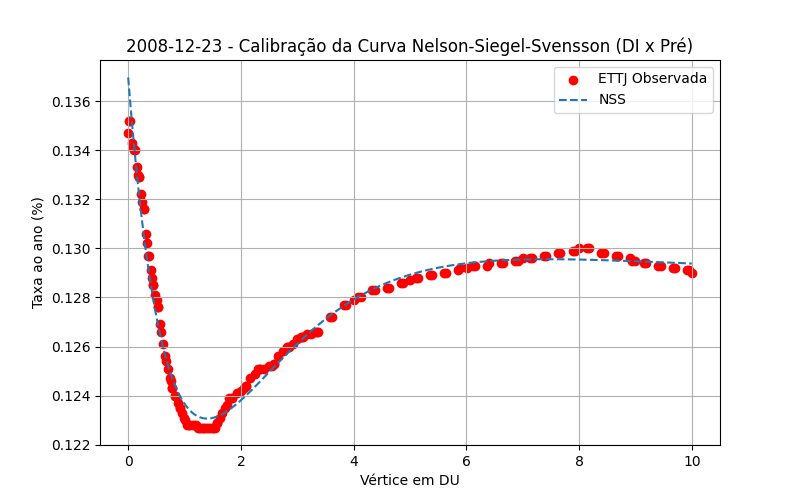 2008-12-23 - Calibração da Curva Nelson-Siegel-Svensson (DI x Pré)
ETTJ Observada
NSS
Taxa ao ano (%)
0.136
0.134
0.132
0.130
0.128
0.126
0.124
0.122
0 2 4 6 8 10
Vértice em DU